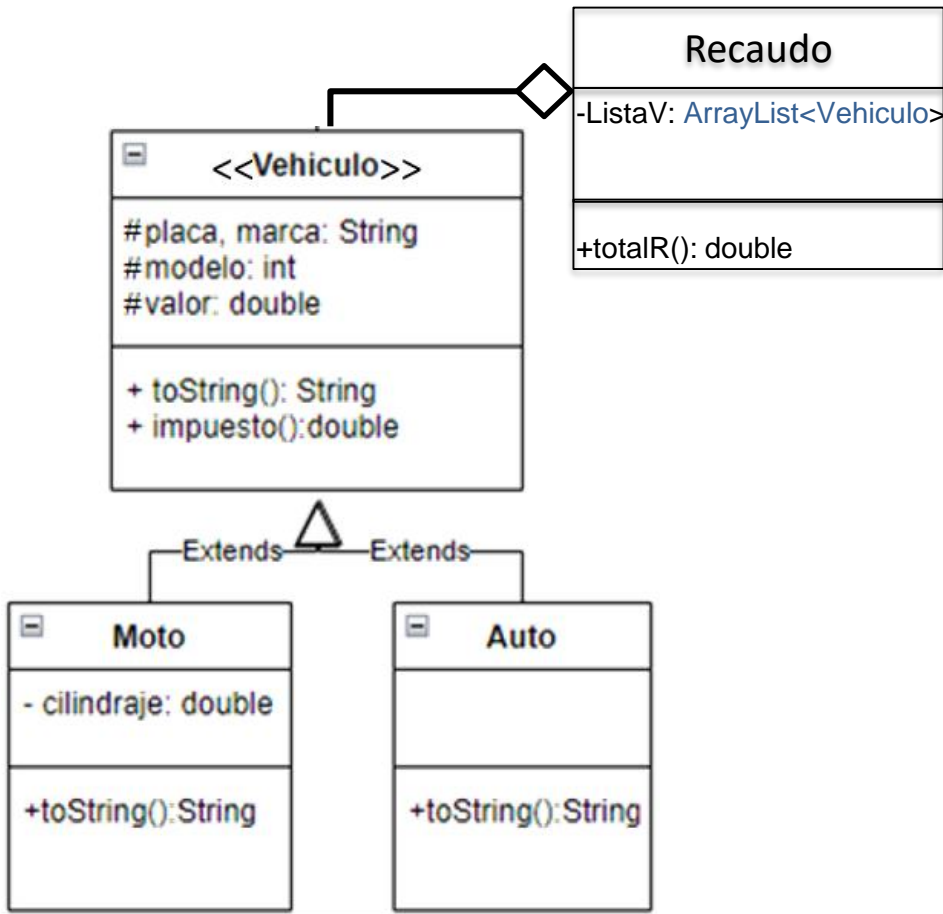 Recaudo
-ListaV: ArrayList<Vehiculo>
+totalR(): double
<<Vehiculo>>
#placa, marca: String
#modelo: int
#valor: double
+ toString(): String
+ impuesto():double
Extends
Extends
Moto
- cilindraje: double
+toString():String
Auto
+toString():String